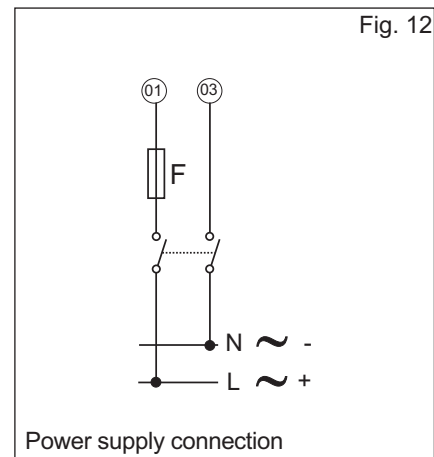 Fig. 12
01 03
F
N ~ -
L ~ +
Power supply connection